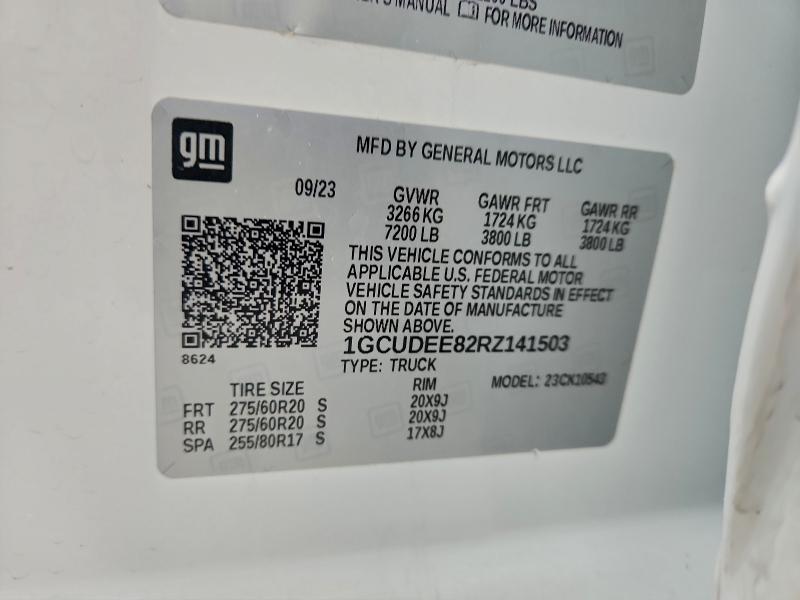 LBS
MANUAL FOR MORE INFORMATION
gm
MFD BY GENERAL MOTORS LLC
09/23
GVWR GAWR FRT GAWR RR
3266 KG 1724 KG 1724 KG
7200 LB 3800 LB 3800 LB
THIS VEHICLE CONFORMS TO ALL
APPLICABLE U.S. FEDERAL MOTOR
VEHICLE SAFETY STANDARDS IN EFFECT
ON THE DATE OF MANUFACTURE
SHOWN ABOVE.
1GCUDEE82RZ141503
8624
TYPE: TRUCK
MODEL: 23CK10543
TIRE SIZE RIM
FRT 275/60R20 S 20X9J
RR 275/60R20 S 20X9J
SPA 255/80R17 S 17X8J